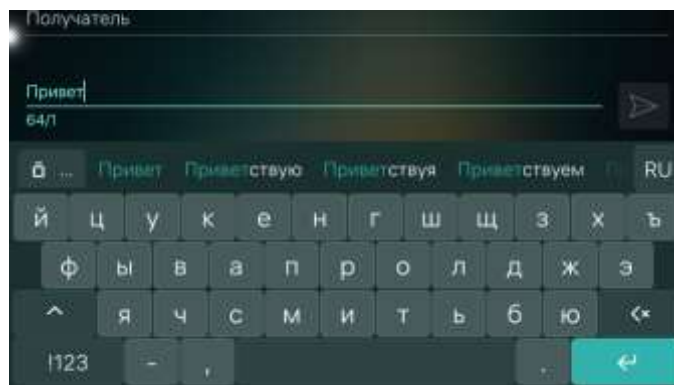 Получатель
Привет
64/1
... Привет Приветствую Приветствуя Приветствуем RU
й ц у к е н г ш щ з х ъ
ф ы в а п р о л д ж э
я ч с м и т ь б ю
!123 - , .